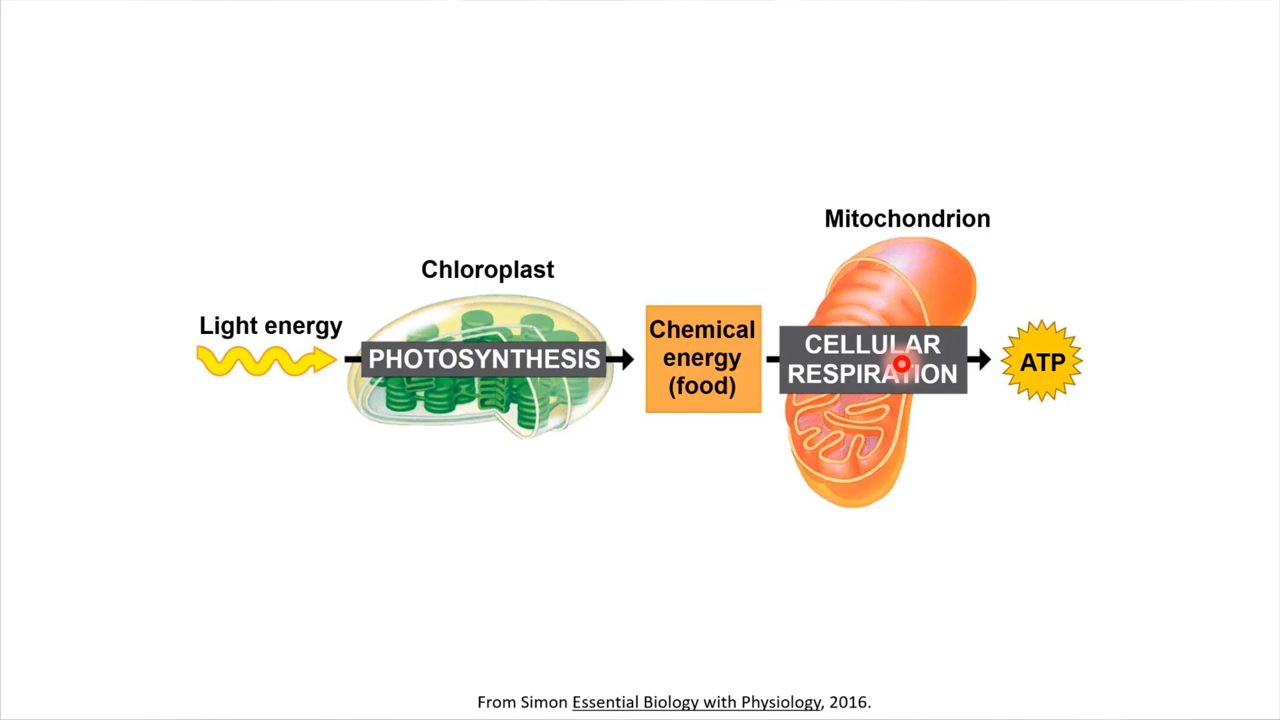 Mitochondrion
Chloroplast
Light energy
PHOTOSYNTHESIS
Chemical
energy
(food)
CELLULAR
RESPIRATION
ATP
From Simon Essential Biology with Physiology, 2016.